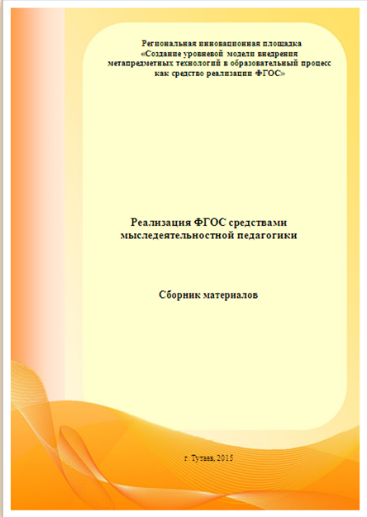 Региональная инновационная площадка
«Создание уровневой модели внедрения
метапредметных технологий в образовательный процесс
как средство реализации ФГОС»
Реализация ФГОС средствами
мыследеятельностной педагогики
Сборник материалов
г. Тутаев, 2015